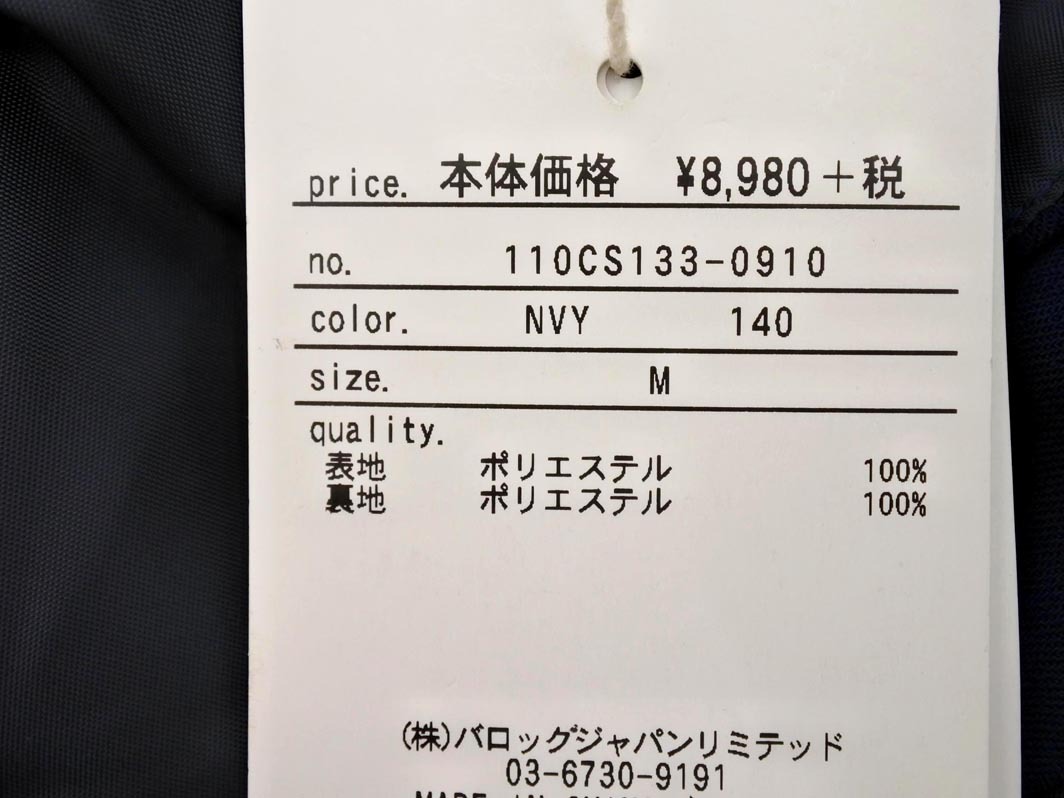 price. 本体価格 ¥8,980+税
no. 110CS133-0910
color. NVY 140
size. M
quality.
表地 ポリエステル 100%
裏地 ポリエステル 100%
(株)バロックジャパンリミテッド
03-6730-9191
MADE IN